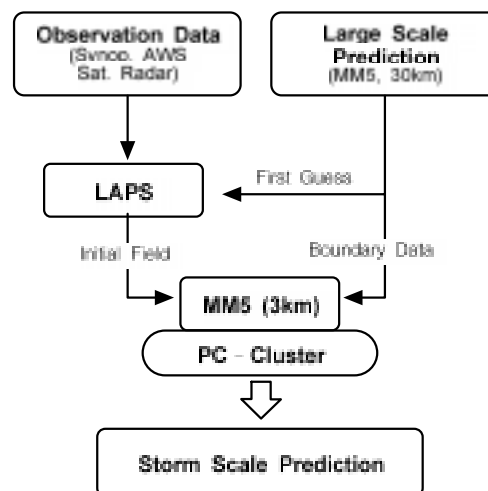 Observation Data
(Synop. AWS
Sat. Radar)
Large Scale
Prediction
(MM5, 30km)
First Guess
LAPS
Initial Field
Boundary Data
MM5 (3km)
PC - Cluster
Storm Scale Prediction